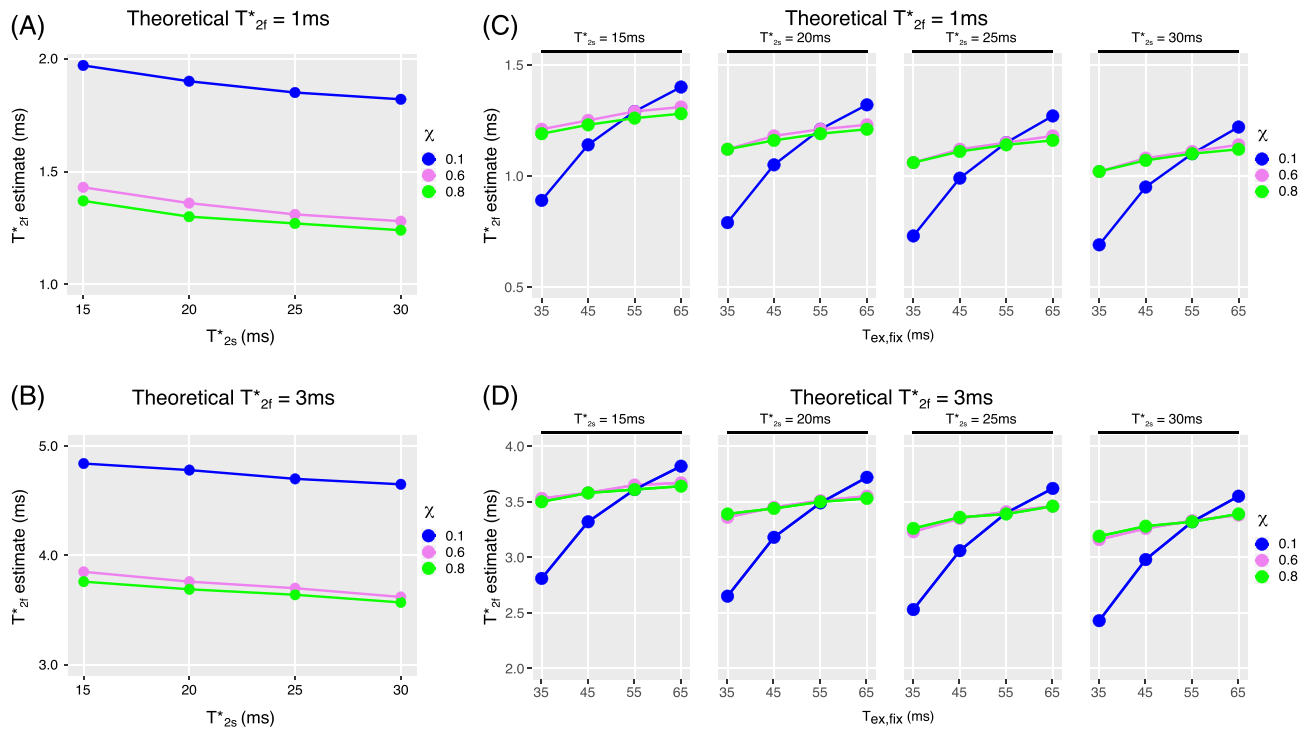 (A) Theoretical T*2f = 1ms
T*2f estimate (ms)
2.0
1.5
1.0
15 20 25 30
T*2s (ms)
χ
0.1
0.6
0.8
(C) Theoretical T*2f = 1ms
T*2s = 15ms T*2s = 20ms T*2s = 25ms T*2s = 30ms
T*2f estimate (ms)
1.5
1.0
0.5
35 45 55 65 35 45 55 65 35 45 55 65 35 45 55 65
Tex,fix (ms)
χ
0.1
0.6
0.8
(B) Theoretical T*2f = 3ms
T*2f estimate (ms)
5.0
4.0
3.0
15 20 25 30
T*2s (ms)
χ
0.1
0.6
0.8
(D) Theoretical T*2f = 3ms
T*2s = 15ms T*2s = 20ms T*2s = 25ms T*2s = 30ms
T*2f estimate (ms)
4.0
3.5
3.0
2.5
2.0
35 45 55 65 35 45 55 65 35 45 55 65 35 45 55 65
Tex,fix (ms)
χ
0.1
0.6
0.8